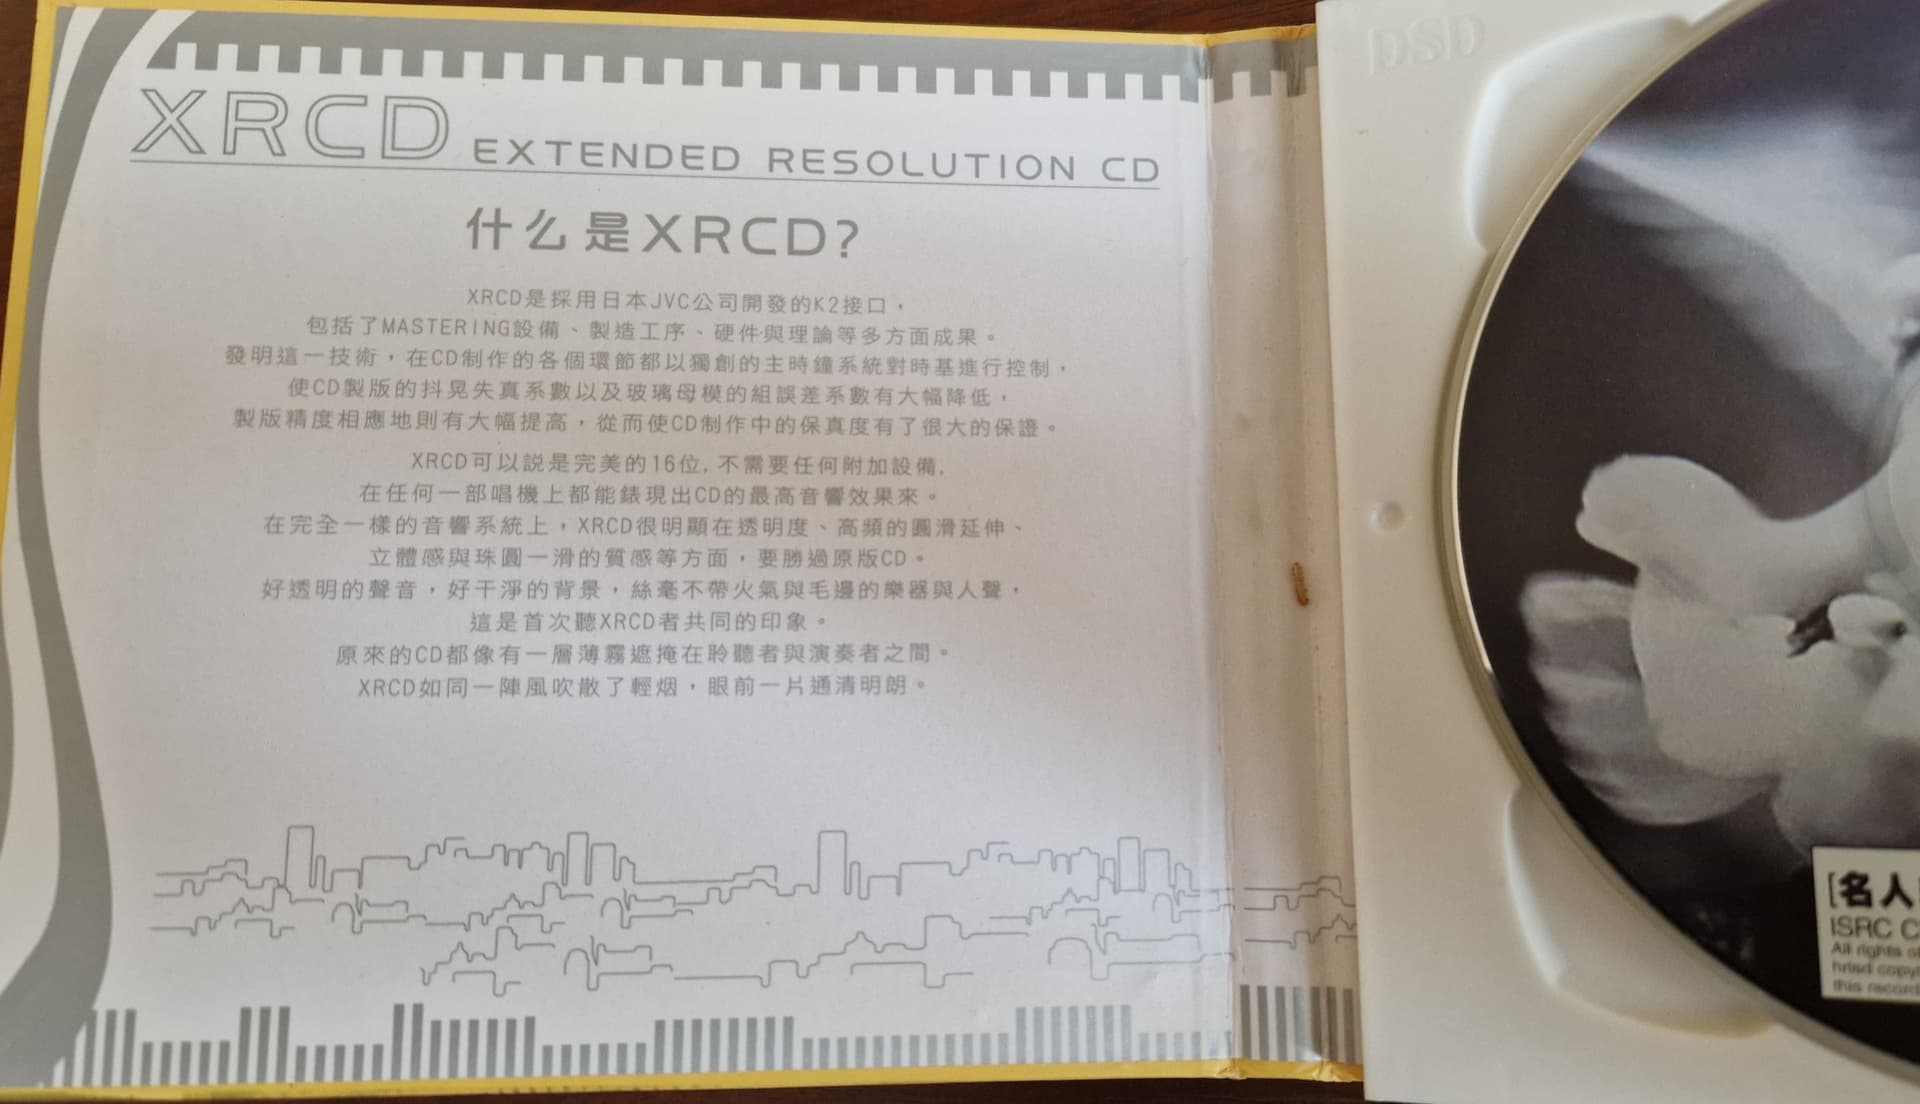 XRCD EXTENDED RESOLUTION CD
什么是XRCD?
XRCD是採用日本JVC公司開發的K2接口，
包括了MASTERING設備、製造工序、硬件與理論等多方面成果。
發明這一技術，在CD制作的各個環節都以獨創的主時鐘系統對時基進行控制，
使CD製版的抖晃失真系數以及玻璃母模的組誤差系數有大幅降低，
製版精度相應地則有大幅提高，從而使CD制作中的保真度有了很大的保證。
XRCD可以説是完美的16位,不需要任何附加設備,
在任何一部唱機上都能錶現出CD的最高音響效果來。
在完全一樣的音響系統上，XRCD很明顯在透明度、高頻的圓滑延伸、
立體感與珠圓一滑的質感等方面，要勝過原版CD。
好透明的聲音，好干淨的背景，絲毫不帶火氣與毛邊的樂器與人聲，
這是首次聽XRCD者共同的印象。
原來的CD都像有一層薄霧遮掩在聆聽者與演奏者之間。
XRCD如同一陣風吹散了輕烟，眼前一片通清明朗。
DSD
[名人
ISRC C
All rights o
hrisd copy
this record